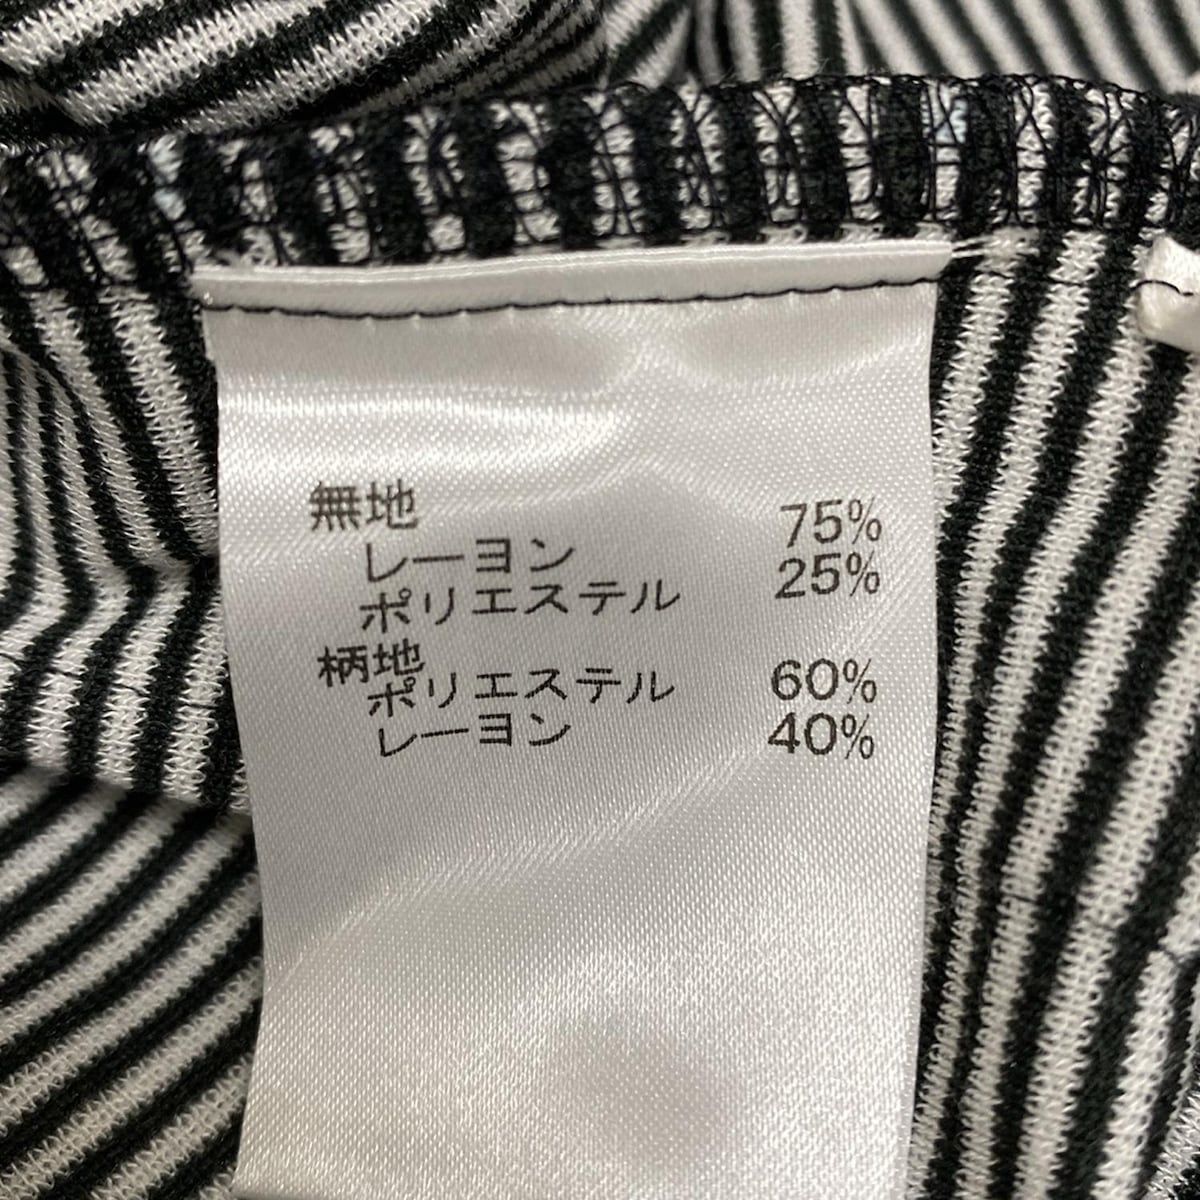 無地
レーヨン 75%
ポリエステル 25%
柄地
ポリエステル 60%
レーヨン 40%